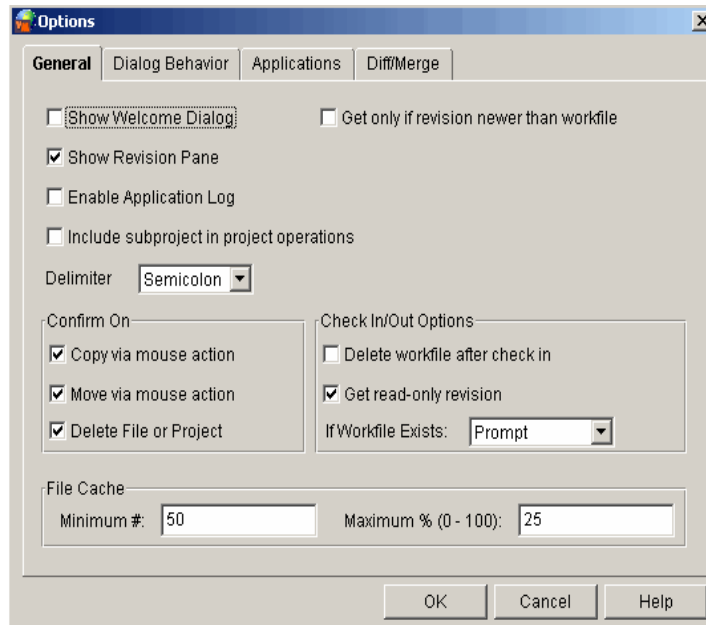 Options
General Dialog Behavior Applications Diff/Merge
Show Welcome Dialog Get only if revision newer than workfile
Show Revision Pane
Enable Application Log
Include subproject in project operations
Delimiter Semicolon
Confirm On
Copy via mouse action
Move via mouse action
Delete File or Project
Check In/Out Options
Delete workfile after check in
Get read-only revision
If Workfile Exists: Prompt
File Cache
Minimum #: 50 Maximum % (0 - 100): 25
OK Cancel Help